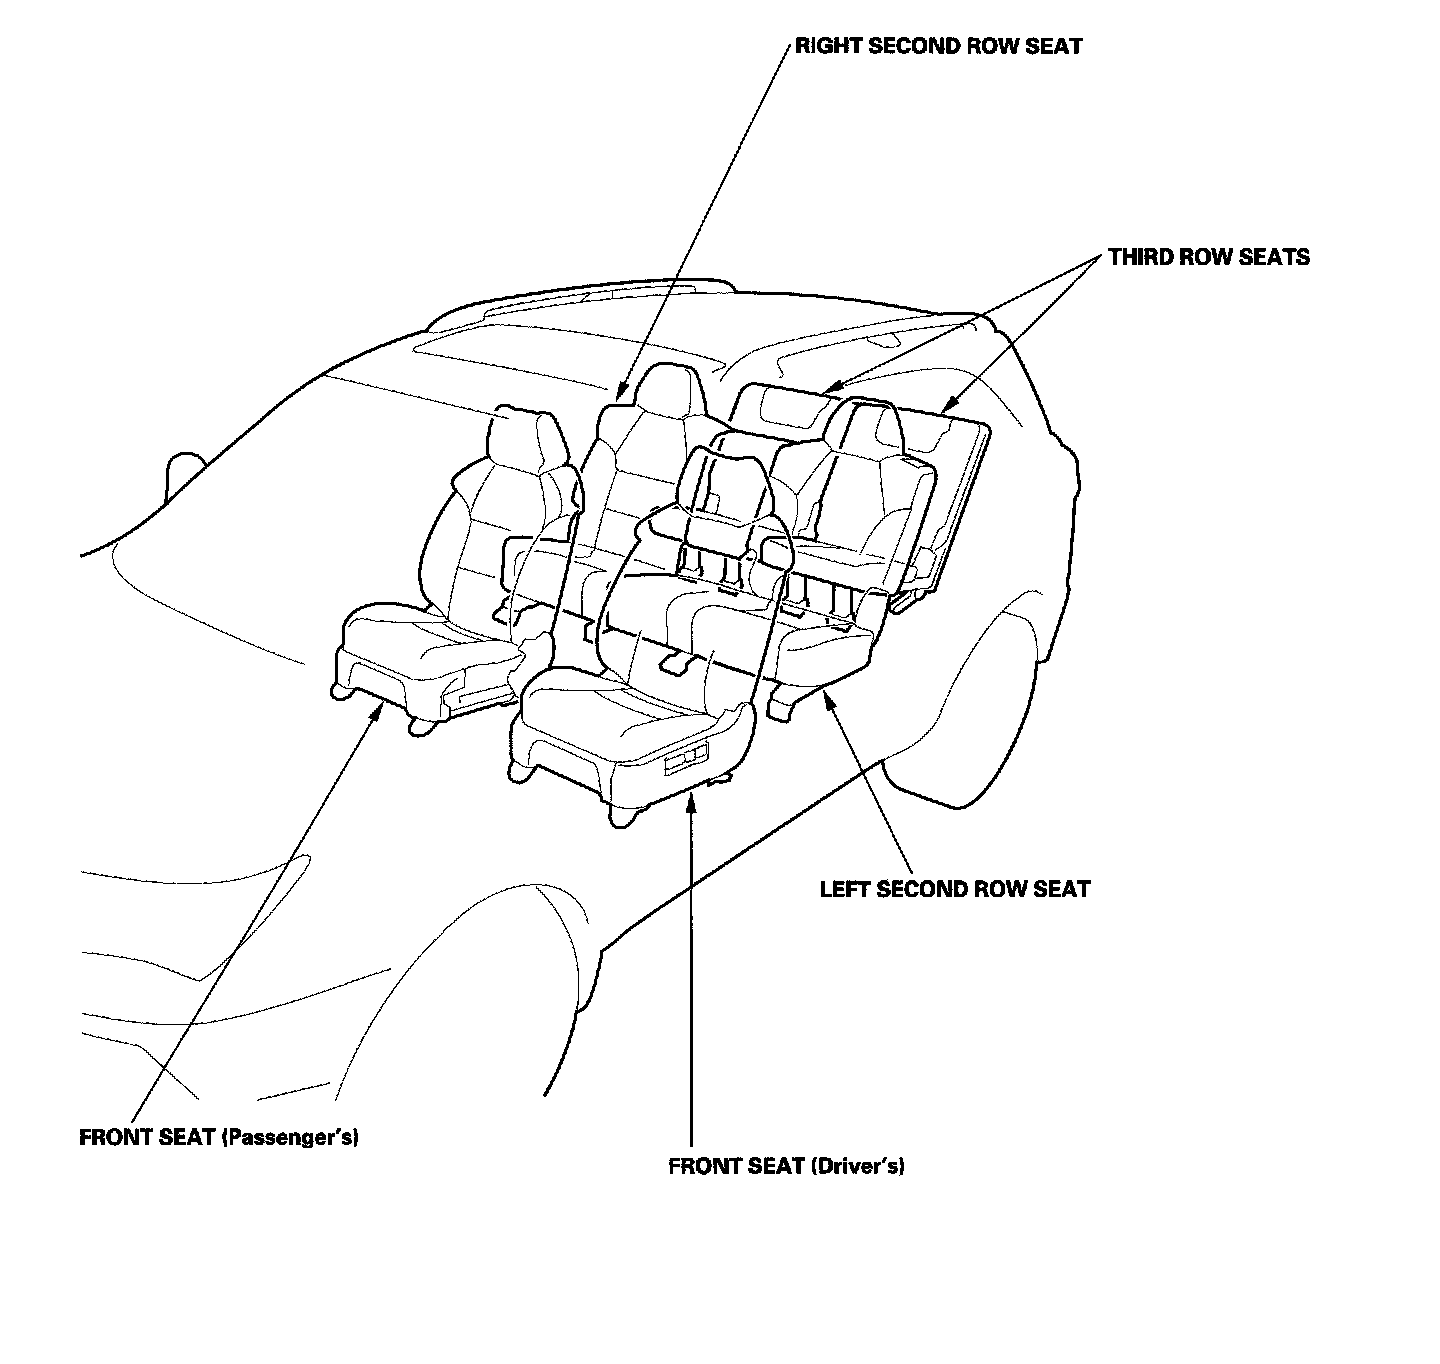 RIGHT SECOND ROW SEAT
THIRD ROW SEATS
LEFT SECOND ROW SEAT
FRONT SEAT (Passenger's)
FRONT SEAT (Driver's)